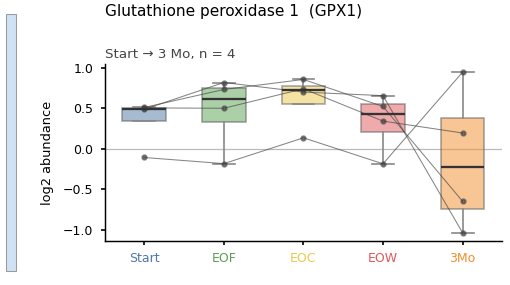 Glutathione peroxidase 1  (GPX1)
Start → 3 Mo, n = 4
log2 abundance
1.0
0.5
0.0
−0.5
−1.0
Start EOF EOC EOW 3Mo